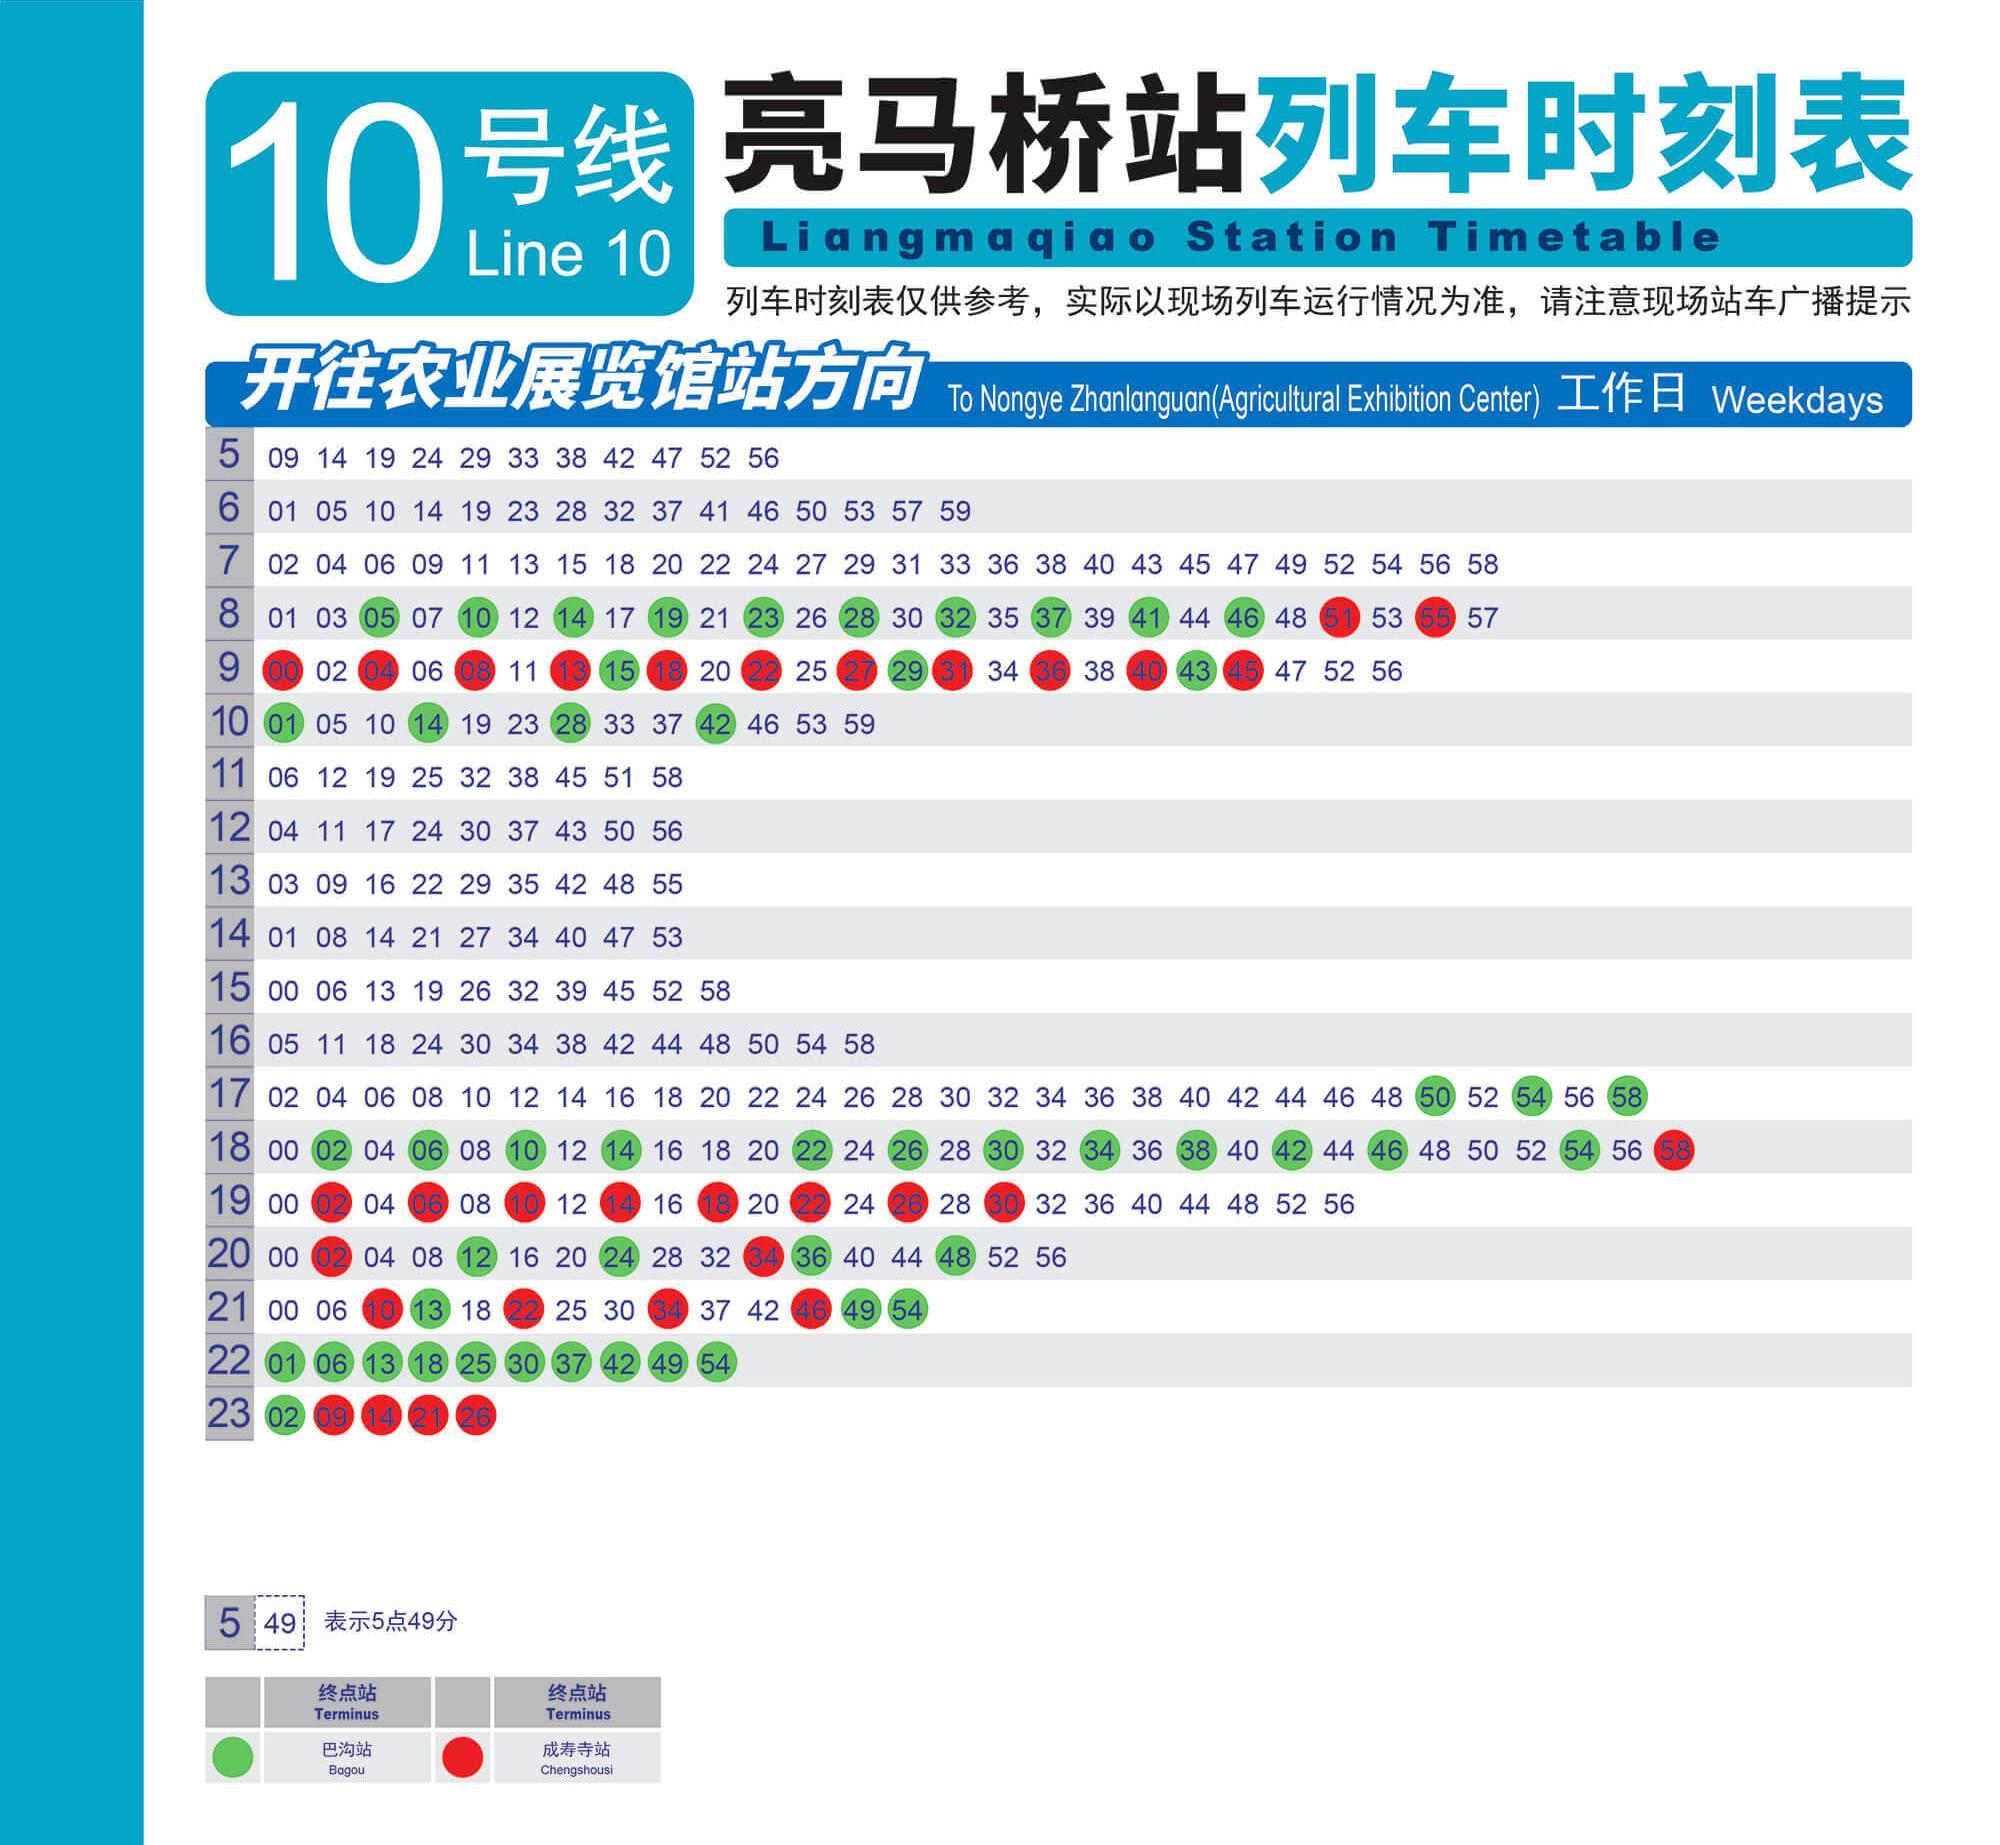 10号线
Line 10
亮马桥站列车时刻表
Liangmaqiao Station Timetable
列车时刻表仅供参考，实际以现场列车运行情况为准，请注意现场站车广播提示
开往农业展览馆站方向 To Nongye Zhanlanguan(Agricultural Exhibition Center) 工作日 Weekdays
5 09 14 19 24 29 33 38 42 47 52 56
6 01 05 10 14 19 23 28 32 37 41 46 50 53 57 59
7 02 04 06 09 11 13 15 18 20 22 24 27 29 31 33 36 38 40 43 45 47 49 52 54 56 58
8 01 03 05 07 10 12 14 17 19 21 23 26 28 30 32 35 37 39 41 44 46 48 51 53 55 57
9 00 02 04 06 08 11 13 15 18 20 22 25 27 29 31 34 36 38 40 43 45 47 52 56
10 01 05 10 14 19 23 28 33 37 42 46 53 59
11 06 12 19 25 32 38 45 51 58
12 04 11 17 24 30 37 43 50 56
13 03 09 16 22 29 35 42 48 55
14 01 08 14 21 27 34 40 47 53
15 00 06 13 19 26 32 39 45 52 58
16 05 11 18 24 30 34 38 42 44 48 50 54 58
17 02 04 06 08 10 12 14 16 18 20 22 24 26 28 30 32 34 36 38 40 42 44 46 48 50 52 54 56 58
18 00 02 04 06 08 10 12 14 16 18 20 22 24 26 28 30 32 34 36 38 40 42 44 46 48 50 52 54 56 58
19 00 02 04 06 08 10 12 14 16 18 20 22 24 26 28 30 32 36 40 44 48 52 56
20 00 02 04 08 12 16 20 24 28 32 34 36 40 44 48 52 56
21 00 06 10 13 18 22 25 30 34 37 42 46 49 54
22 01 06 13 18 25 30 37 42 49 54
23 02 09 14 21 26
5 49 表示5点49分
终点站 终点站
Terminus Terminus
巴沟站 成寿寺站
Bagou Chengshousi